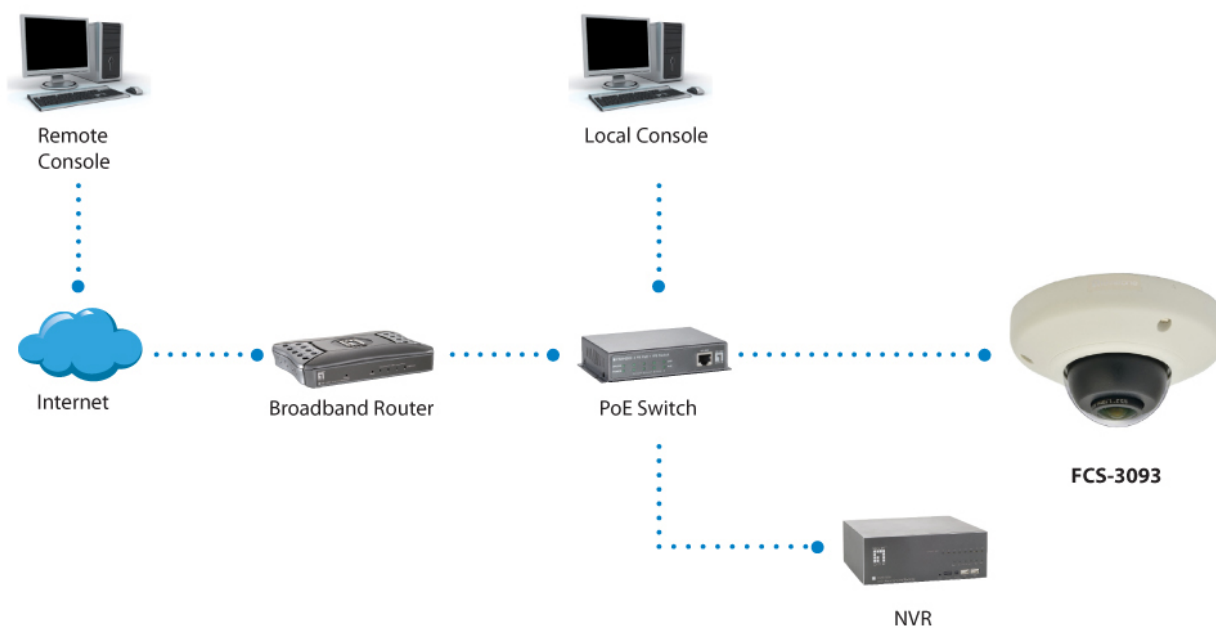 Remote
Console
Local Console
Internet
Broadband Router
PoE Switch
FCS-3093
NVR